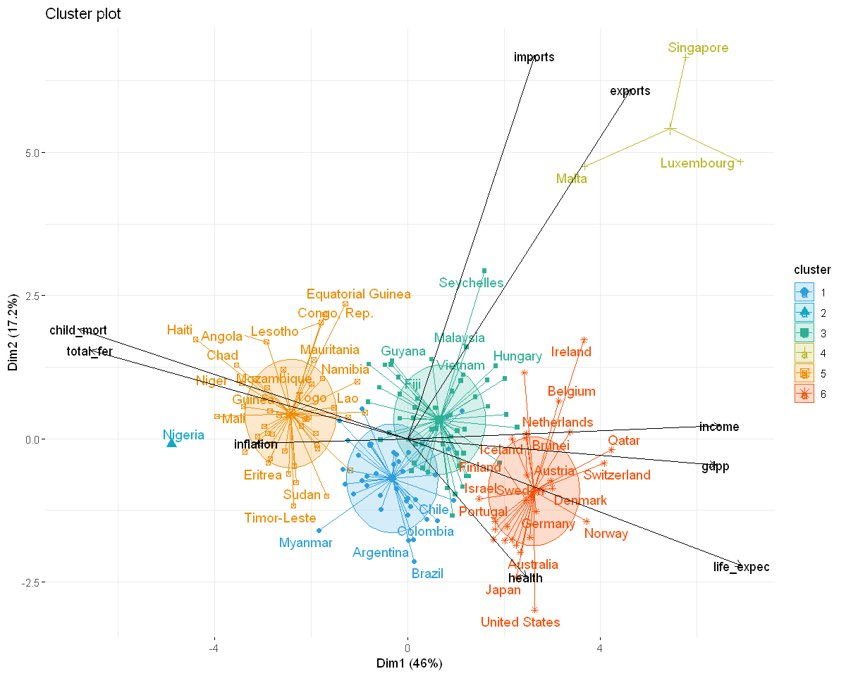 Cluster plot
Singapore
imports
exports
5.0
Luxembourg
Malta
Seychelles
cluster
1
2
3
4
5
6
2.5
Equatorial Guinea
Congo, Rep.
child_mort
Haiti
Angola
Lesotho
total_fer
Mauritania
Guyana
Malaysia
Hungary
Ireland
Chad
Namibia
Vietnam
Niger
Mozambique
Fiji
Belgium
Guinea
Togo
Lao
Mali
Netherlands
income
0.0
Nigeria
inflation
Iceland
Brunei
Qatar
gdpp
Eritrea
Finland
Austria
Switzerland
Sudan
Israel
Sweden
Denmark
Timor-Leste
Chile
Portugal
Germany
Norway
Myanmar
Colombia
Argentina
Australia
life_expec
Brazil
health
-2.5
Japan
United States
-4
0
4
Dim1 (46%)
Dim2 (17.2%)